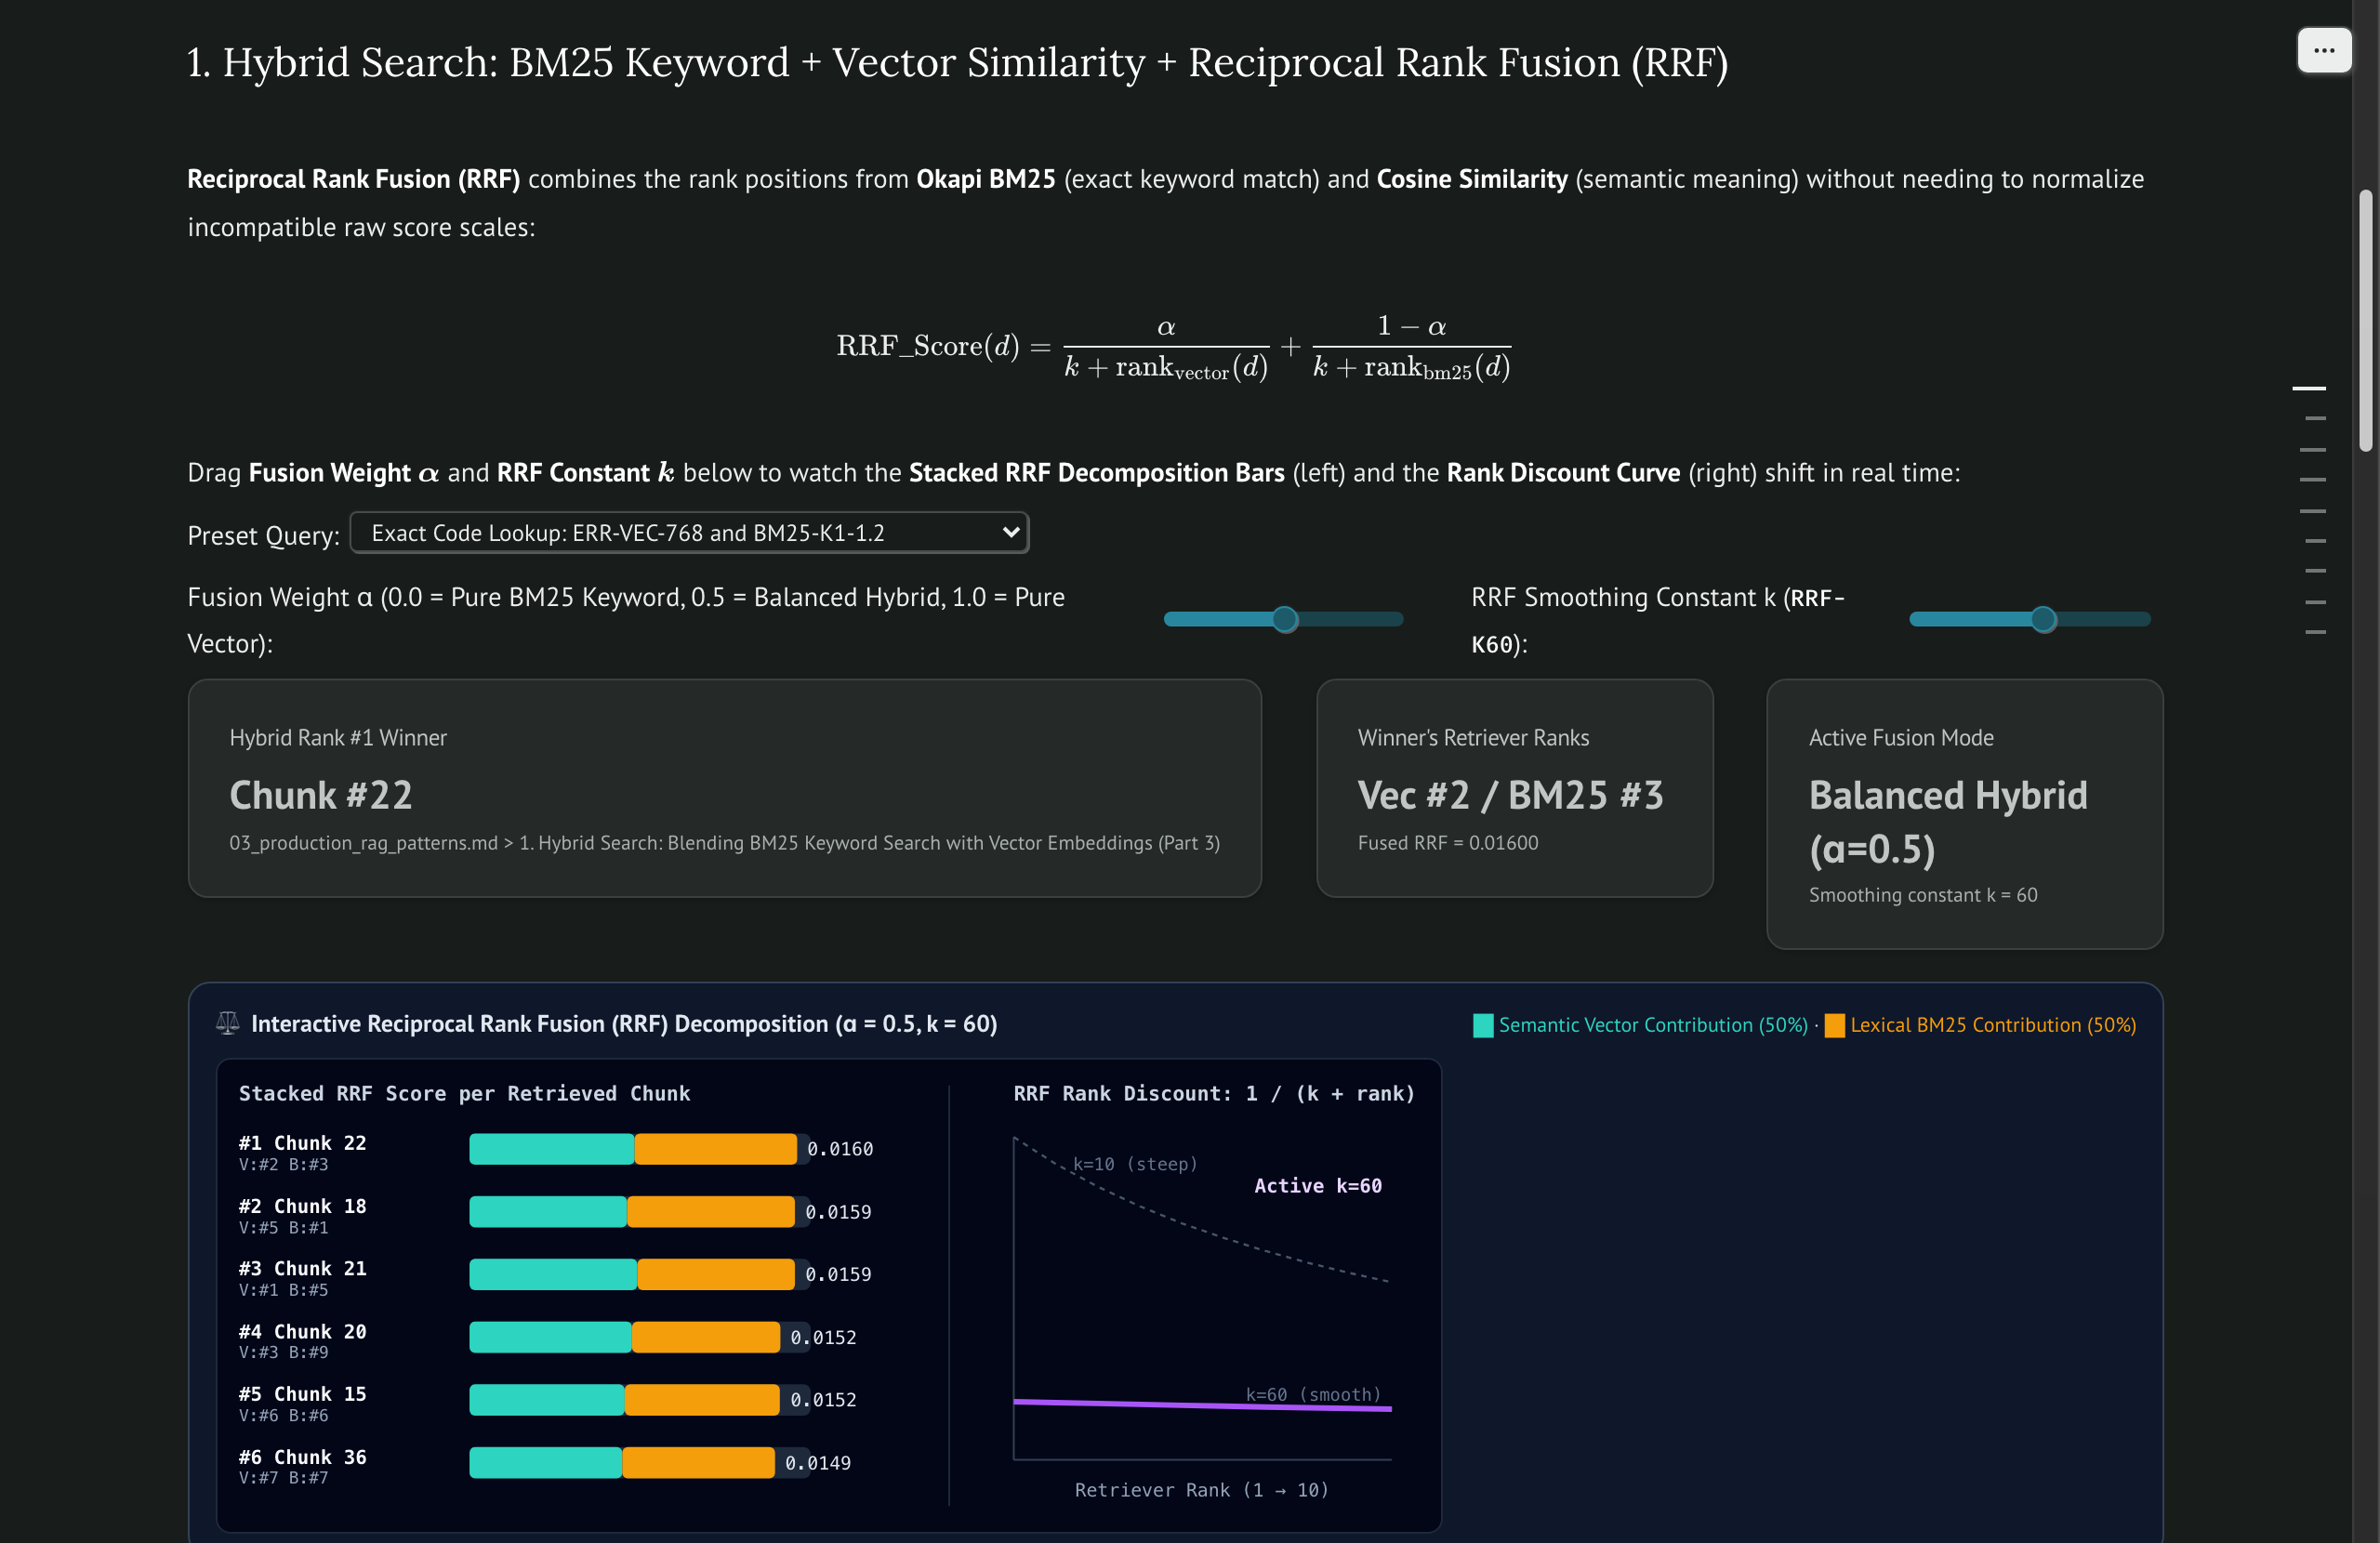 1. Hybrid Search: BM25 Keyword + Vector Similarity + Reciprocal Rank Fusion (RRF)
Reciprocal Rank Fusion (RRF) combines the rank positions from Okapi BM25 (exact keyword match) and Cosine Similarity (semantic meaning) without needing to normalize
incompatible raw score scales:
RRF_Score(d) = α / (k + rank_vector(d)) + (1 − α) / (k + rank_bm25(d))
Drag Fusion Weight α and RRF Constant k below to watch the Stacked RRF Decomposition Bars (left) and the Rank Discount Curve (right) shift in real time:
Preset Query: Exact Code Lookup: ERR-VEC-768 and BM25-K1-1.2
Fusion Weight α (0.0 = Pure BM25 Keyword, 0.5 = Balanced Hybrid, 1.0 = Pure
Vector):
RRF Smoothing Constant k (RRF-
K60):
Hybrid Rank #1 Winner
Chunk #22
03_production_rag_patterns.md > 1. Hybrid Search: Blending BM25 Keyword Search with Vector Embeddings (Part 3)
Winner's Retriever Ranks
Vec #2 / BM25 #3
Fused RRF = 0.01600
Active Fusion Mode
Balanced Hybrid
(α=0.5)
Smoothing constant k = 60
⚖️ Interactive Reciprocal Rank Fusion (RRF) Decomposition (α = 0.5, k = 60)
Semantic Vector Contribution (50%) · Lexical BM25 Contribution (50%)
Stacked RRF Score per Retrieved Chunk
#1 Chunk 22
V:#2 B:#3
0.0160
#2 Chunk 18
V:#5 B:#1
0.0159
#3 Chunk 21
V:#1 B:#5
0.0159
#4 Chunk 20
V:#3 B:#9
0.0152
#5 Chunk 15
V:#6 B:#6
0.0152
#6 Chunk 36
V:#7 B:#7
0.0149
RRF Rank Discount: 1 / (k + rank)
k=10 (steep)
Active k=60
k=60 (smooth)
Retriever Rank (1 → 10)